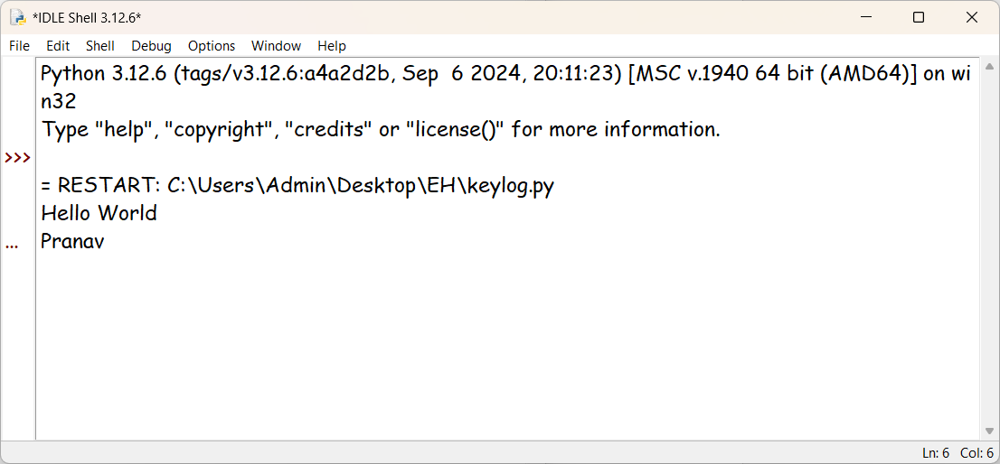 *IDLE Shell 3.12.6*
File Edit Shell Debug Options Window Help
Python 3.12.6 (tags/v3.12.6:a4a2d2b, Sep  6 2024, 20:11:23) [MSC v.1940 64 bit (AMD64)] on wi
n32
Type "help", "copyright", "credits" or "license()" for more information.
>>>
= RESTART: C:\Users\Admin\Desktop\EH\keylog.py
Hello World
... Pranav
Ln: 6 Col: 6